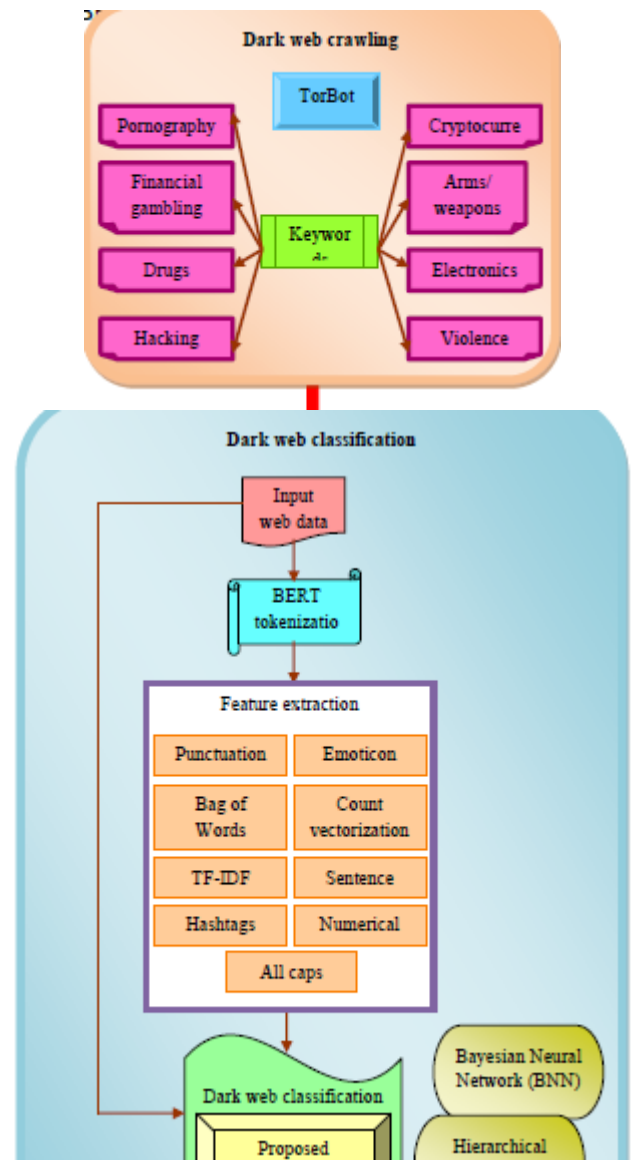 Dark web crawling
TorBot
Pornography
Cryptocurre
Financial
gambling
Arms/
weapons
Keywor
Drugs
Electronics
Hacking
Violence
Dark web classification
Input
web data
BERT
tokenizatio
Feature extraction
Punctuation
Emoticon
Bag of
Words
Count
vectorization
TF-IDF
Sentence
Hashtags
Numerical
All caps
Bayesian Neural
Network (BNN)
Dark web classification
Proposed
Hierarchical